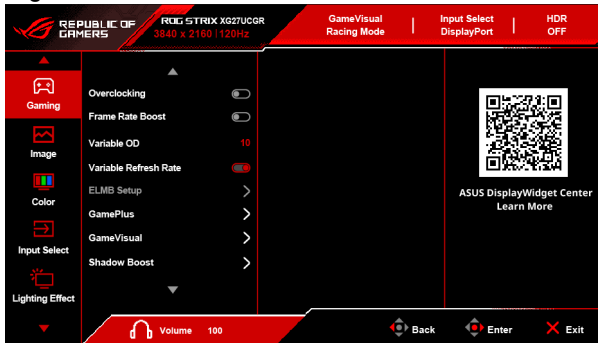 REPUBLIC OF
GAMERS
ROG STRIX XG27UCGR
3840 x 2160 | 120Hz
GameVisual
Racing Mode
Input Select
DisplayPort
HDR
OFF
Gaming
Image
Color
Input Select
Lighting Effect
Overclocking
Frame Rate Boost
Variable OD 10
Variable Refresh Rate
ELMB Setup
GamePlus
GameVisual
Shadow Boost
ASUS DisplayWidget Center
Learn More
Volume 100
Back
Enter
Exit